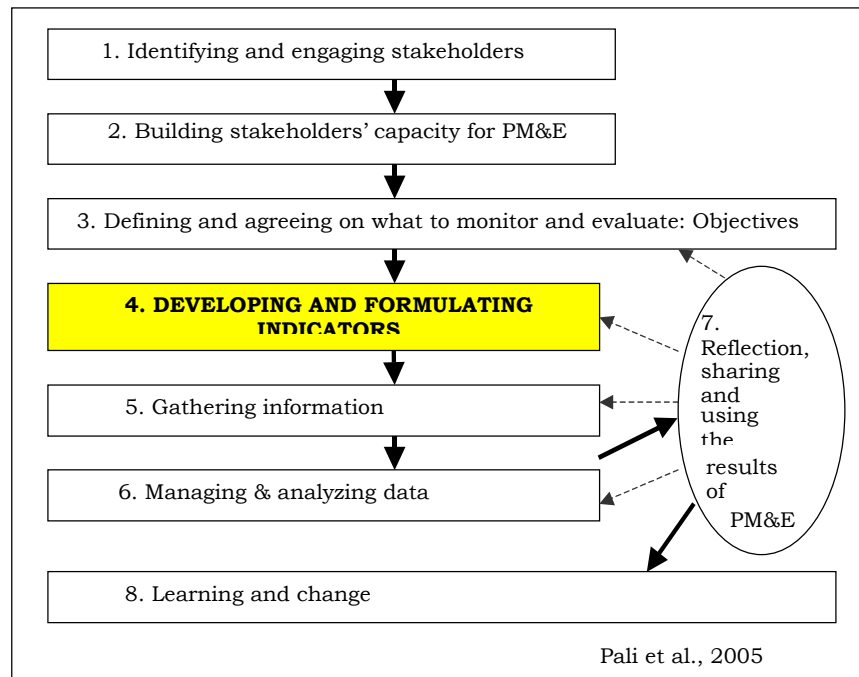 1. Identifying and engaging stakeholders
2. Building stakeholders’ capacity for PM&E
3. Defining and agreeing on what to monitor and evaluate: Objectives
4. DEVELOPING AND FORMULATING
INDICATORS
5. Gathering information
6. Managing & analyzing data
7.
Reflection,
sharing
and
using
the
results
of
PM&E
8. Learning and change
Pali et al., 2005